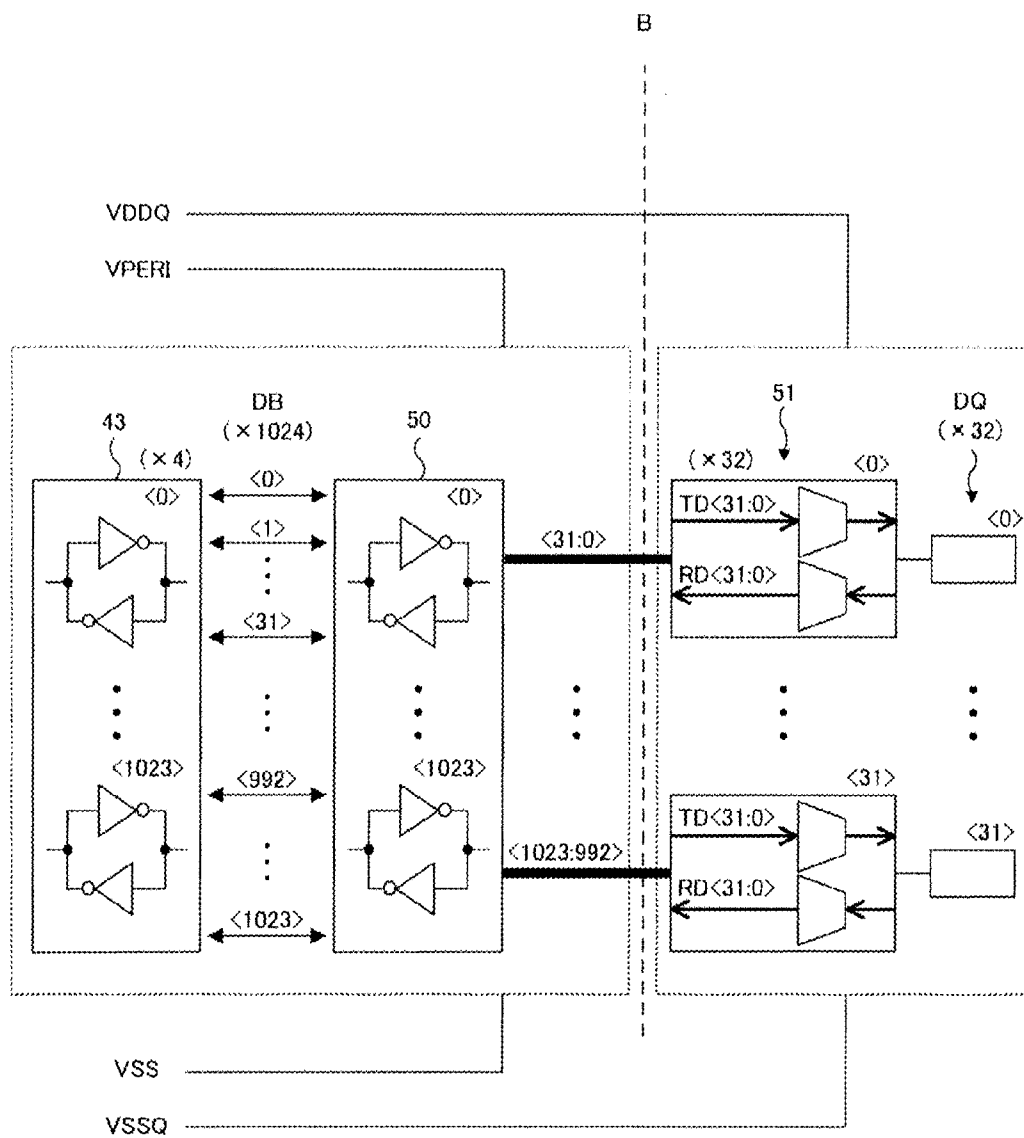 B
VDDQ
VPERI
43
(×4)
DB
(×1024)
50
51
DQ
(×32)
<0>
<0>
<0>
(×32)
<0>
<0>
<1>
<31>
<31:0>
TD<31:0>
RD<31:0>
<1023>
<992>
<1023>
<1023:992>
<1023>
<31>
TD<31:0>
RD<31:0>
<31>
VSS
VSSQ